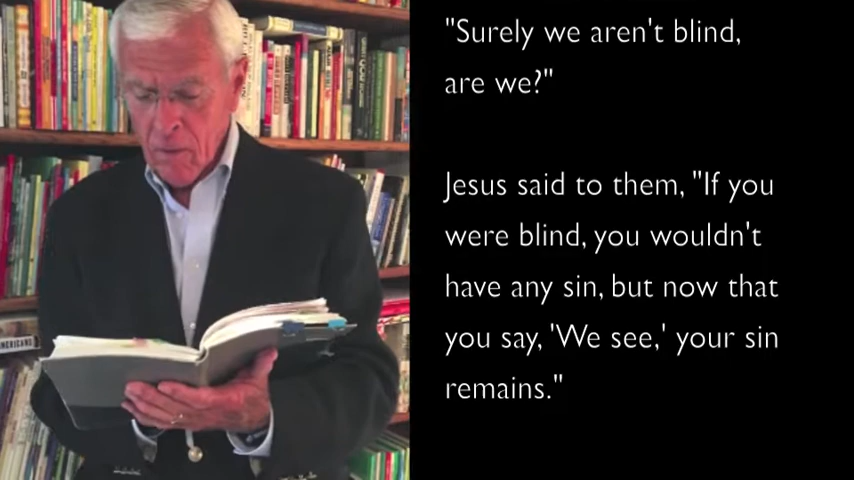 "Surely we aren't blind,
are we?"
Jesus said to them, "If you
were blind, you wouldn't
have any sin, but now that
you say, 'We see,' your sin
remains."